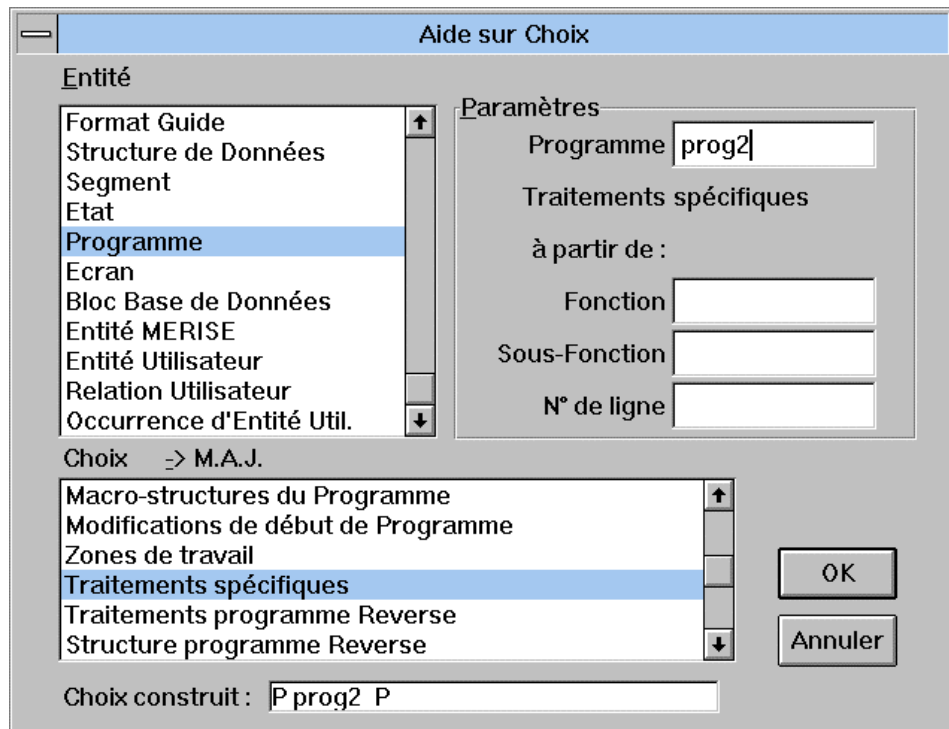 Aide sur Choix
Entité
Format Guide
Structure de Données
Segment
Etat
Programme
Ecran
Bloc Base de Données
Entité MERISE
Entité Utilisateur
Relation Utilisateur
Occurrence d'Entité Util.
Paramètres
Programme prog2
Traitements spécifiques
à partir de :
Fonction
Sous-Fonction
N° de ligne
Choix -> M.A.J.
Macro-structures du Programme
Modifications de début de Programme
Zones de travail
Traitements spécifiques
Traitements programme Reverse
Structure programme Reverse
OK
Annuler
Choix construit : P prog2 P